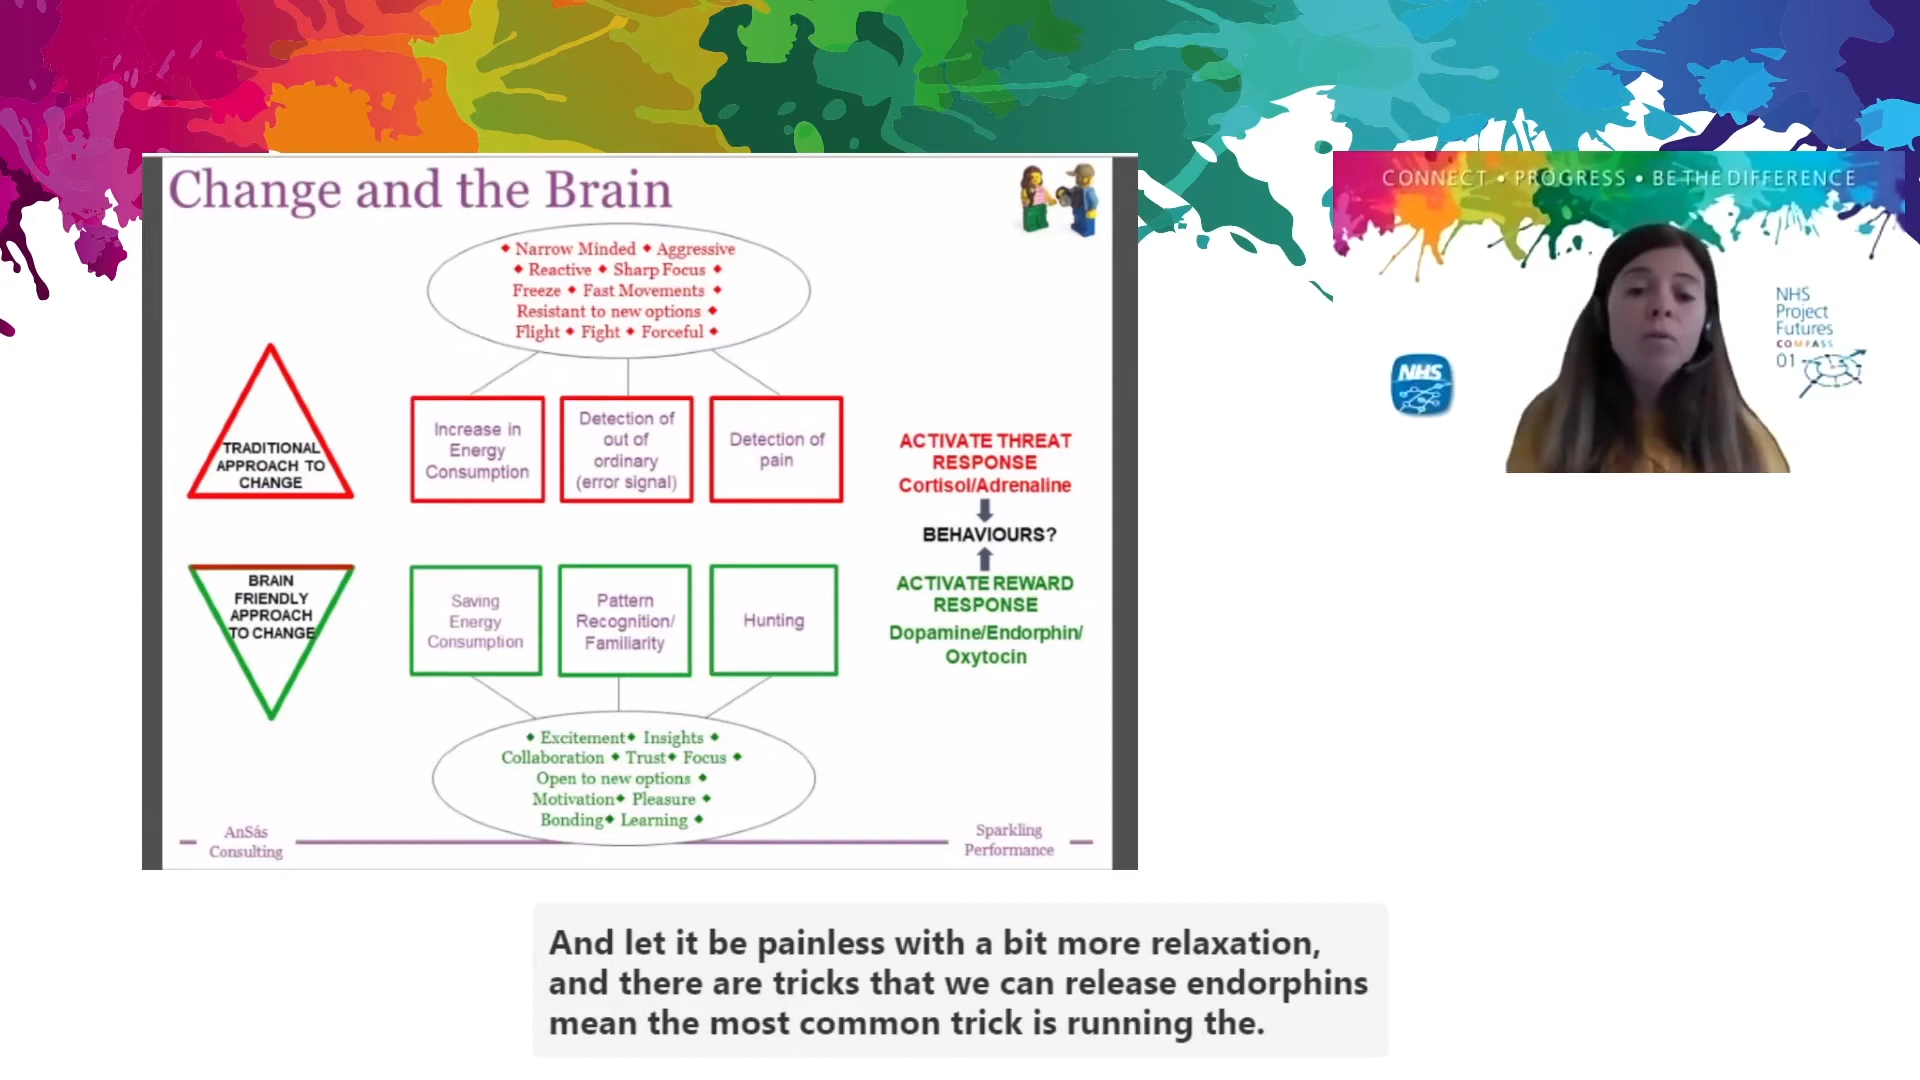 Change and the Brain
◆ Narrow Minded ◆ Aggressive
◆ Reactive ◆ Sharp Focus ◆
Freeze ◆ Fast Movements ◆
Resistant to new options ◆
Flight ◆ Fight ◆ Forceful ◆
TRADITIONAL
APPROACH TO
CHANGE
Increase in
Energy
Consumption
Detection of
out of
ordinary
(error signal)
Detection of
pain
ACTIVATE THREAT
RESPONSE
Cortisol/Adrenaline
BEHAVIOURS?
ACTIVATE REWARD
RESPONSE
Dopamine/Endorphin/
Oxytocin
BRAIN
FRIENDLY
APPROACH
TO CHANGE
Saving
Energy
Consumption
Pattern
Recognition/
Familiarity
Hunting
◆ Excitement◆ Insights ◆
Collaboration ◆ Trust◆ Focus ◆
Open to new options ◆
Motivation◆ Pleasure ◆
Bonding◆ Learning ◆
AnSás
Consulting
Sparkling
Performance
CONNECT • PROGRESS • BE THE DIFFERENCE
NHS
NHS
Project
Futures
COMPASS
01
And let it be painless with a bit more relaxation,
and there are tricks that we can release endorphins
mean the most common trick is running the.